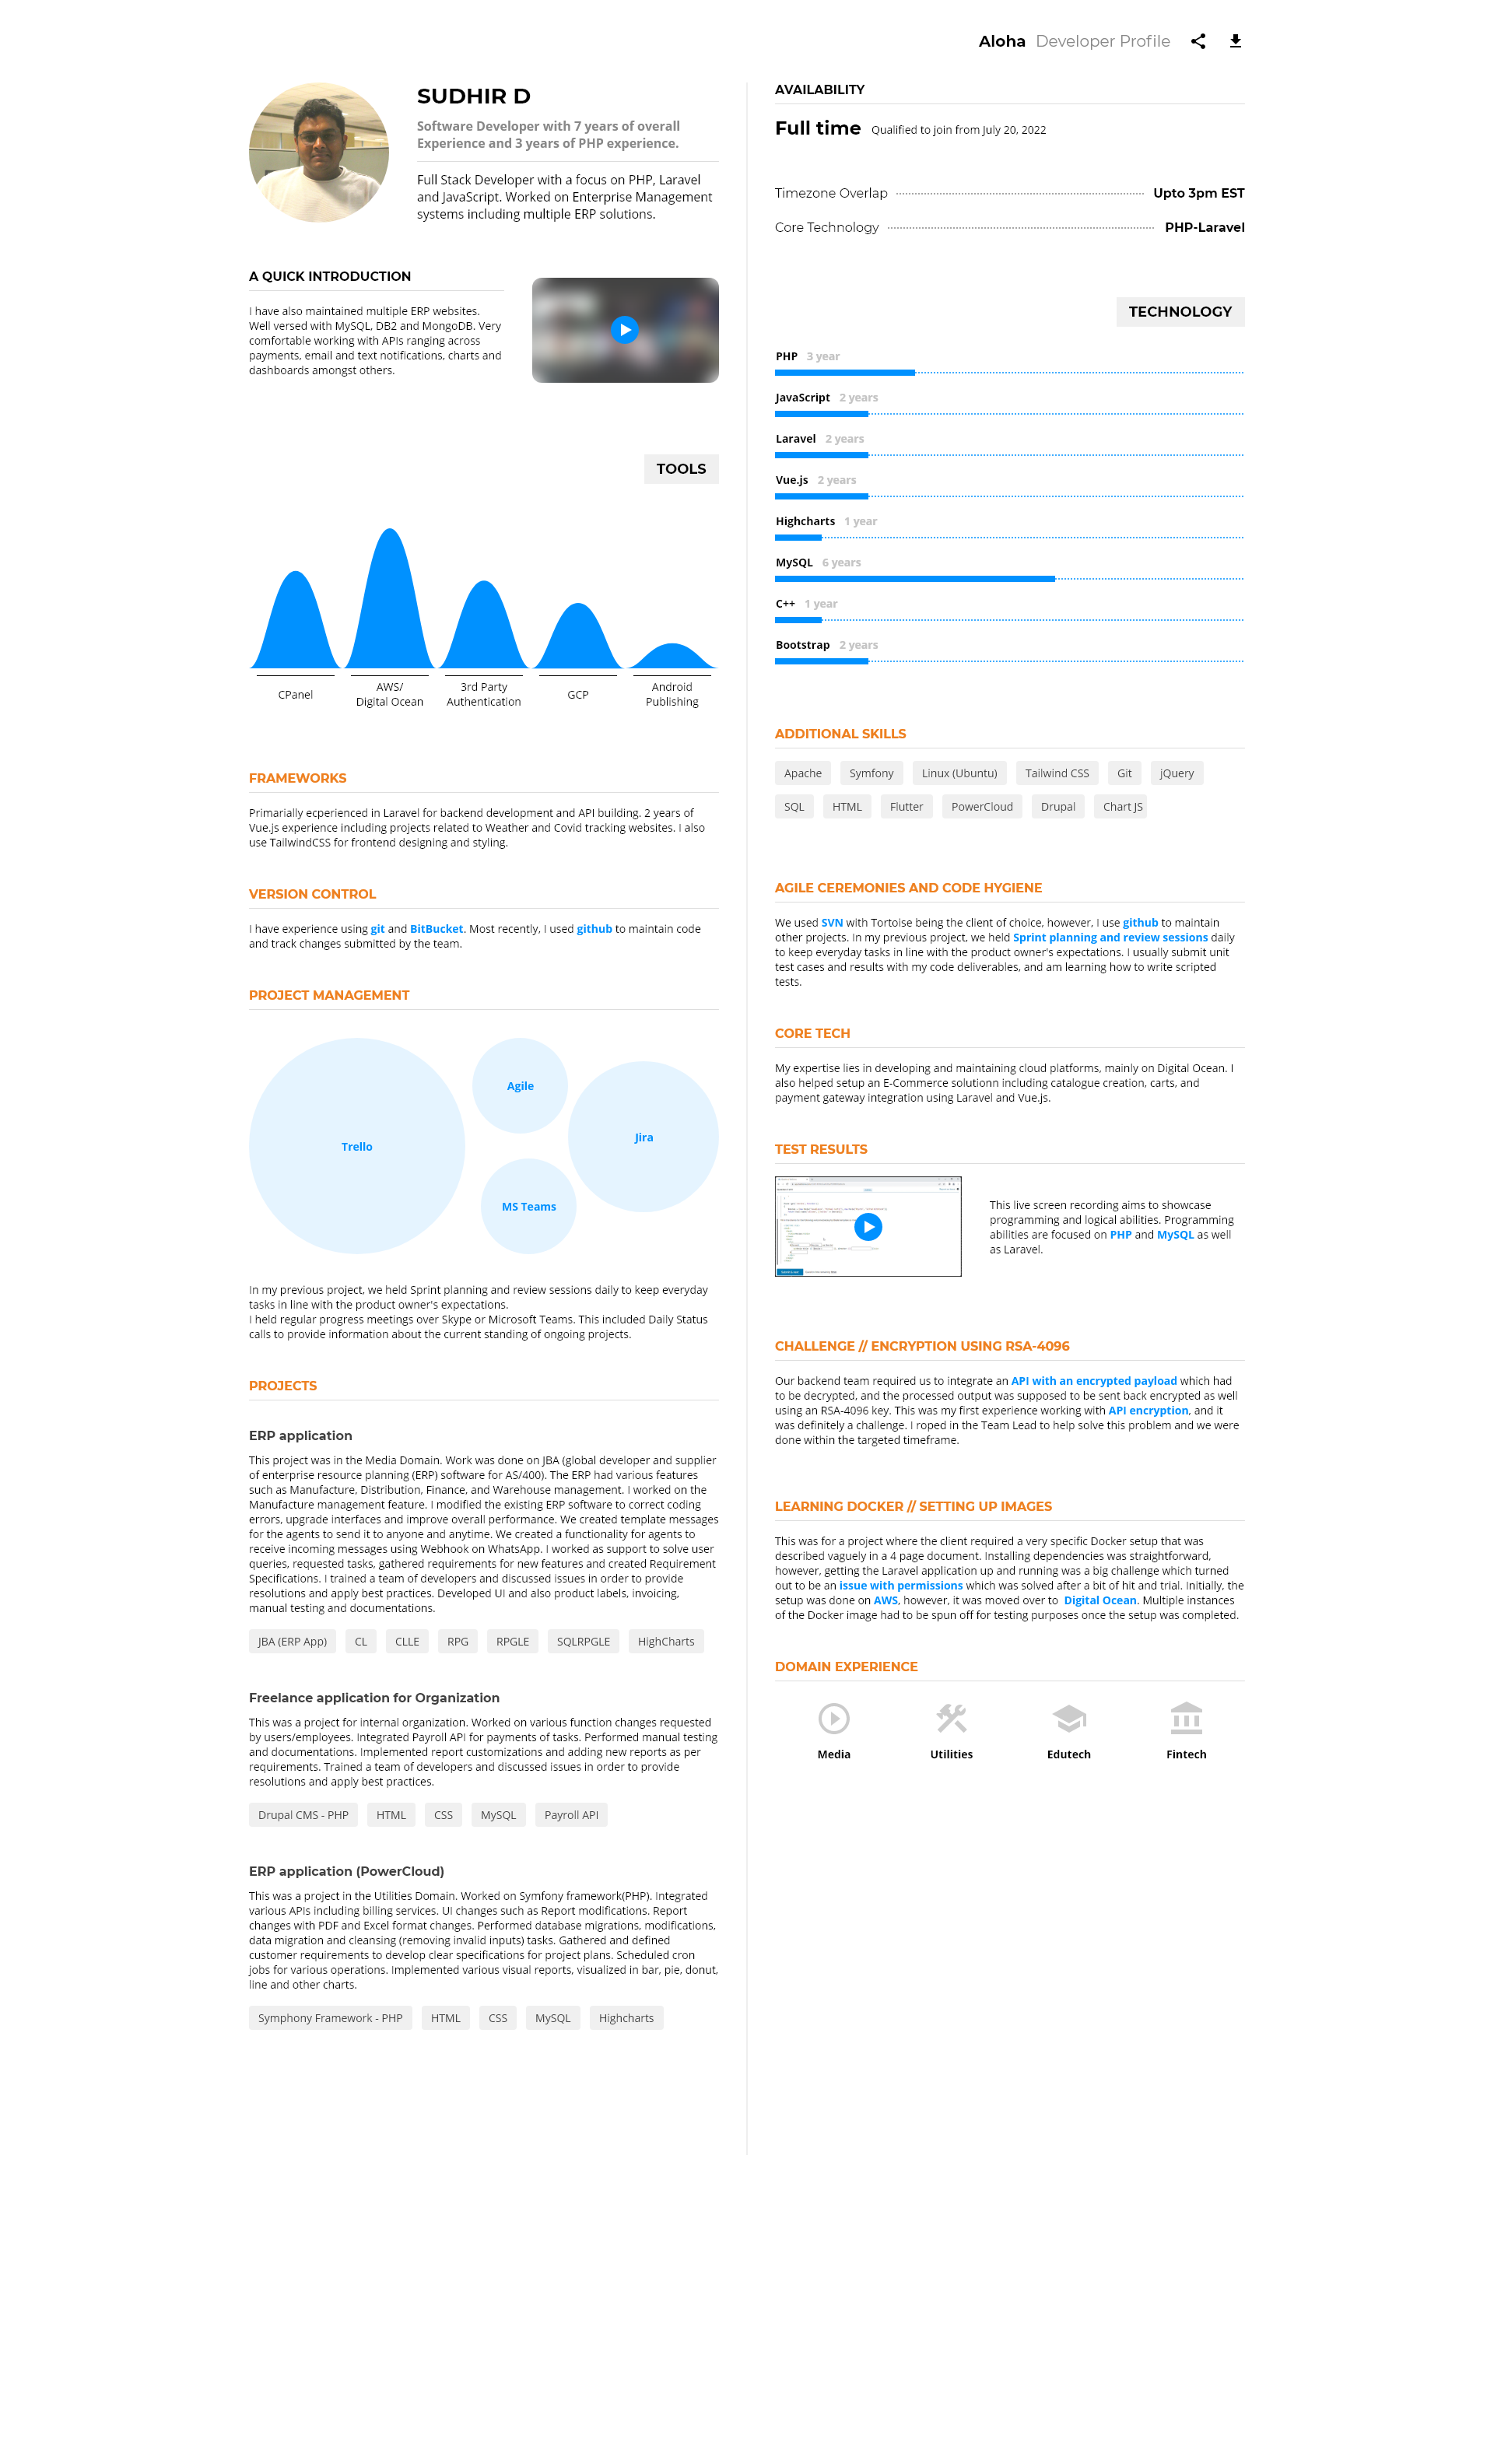 Aloha Developer Profile
SUDHIR D
Software Developer with 7 years of overall
Experience and 3 years of PHP experience.
Full Stack Developer with a focus on PHP, Laravel
and JavaScript. Worked on Enterprise Management
systems including multiple ERP solutions.
A QUICK INTRODUCTION
I have also maintained multiple ERP websites.
Well versed with MySQL, DB2 and MongoDB. Very
comfortable working with APIs ranging across
payments, email and text notifications, charts and
dashboards amongst others.
TOOLS
CPanel
AWS/
Digital Ocean
3rd Party
Authentication
GCP
Android
Publishing
FRAMEWORKS
Primarially ecperienced in Laravel for backend development and API building. 2 years of
Vue.js experience including projects related to Weather and Covid tracking websites. I also
use TailwindCSS for frontend designing and styling.
VERSION CONTROL
I have experience using git and BitBucket. Most recently, I used github to maintain code
and track changes submitted by the team.
PROJECT MANAGEMENT
Trello
Agile
Jira
MS Teams
In my previous project, we held Sprint planning and review sessions daily to keep everyday
tasks in line with the product owner's expectations.
I held regular progress meetings over Skype or Microsoft Teams. This included Daily Status
calls to provide information about the current standing of ongoing projects.
PROJECTS
ERP application
This project was in the Media Domain. Work was done on JBA (global developer and supplier
of enterprise resource planning (ERP) software for AS/400). The ERP had various features
such as Manufacture, Distribution, Finance, and Warehouse management. I worked on the
Manufacture management feature. I modified the existing ERP software to correct coding
errors, upgrade interfaces and improve overall performance. We created template messages
for the agents to send it to anyone and anytime. We created a functionality for agents to
receive incoming messages using Webhook on WhatsApp. I worked as support to solve user
queries, requested tasks, gathered requirements for new features and created Requirement
Specifications. I trained a team of developers and discussed issues in order to provide
resolutions and apply best practices. Developed UI and also product labels, invoicing,
manual testing and documentations.
JBA (ERP App) CL CLLE RPG RPGLE SQLRPGLE HighCharts
Freelance application for Organization
This was a project for internal organization. Worked on various function changes requested
by users/employees. Integrated Payroll API for payments of tasks. Performed manual testing
and documentations. Implemented report customizations and adding new reports as per
requirements. Trained a team of developers and discussed issues in order to provide
resolutions and apply best practices.
Drupal CMS - PHP HTML CSS MySQL Payroll API
ERP application (PowerCloud)
This was a project in the Utilities Domain. Worked on Symfony framework(PHP). Integrated
various APIs including billing services. UI changes such as Report modifications. Report
changes with PDF and Excel format changes. Performed database migrations, modifications,
data migration and cleansing (removing invalid inputs) tasks. Gathered and defined
customer requirements to develop clear specifications for project plans. Scheduled cron
jobs for various operations. Implemented various visual reports, visualized in bar, pie, donut,
line and other charts.
Symphony Framework - PHP HTML CSS MySQL Highcharts
AVAILABILITY
Full time Qualified to join from July 20, 2022
Timezone Overlap Upto 3pm EST
Core Technology PHP-Laravel
TECHNOLOGY
PHP 3 year
JavaScript 2 years
Laravel 2 years
Vue.js 2 years
Highcharts 1 year
MySQL 6 years
C++ 1 year
Bootstrap 2 years
ADDITIONAL SKILLS
Apache Symfony Linux (Ubuntu) Tailwind CSS Git jQuery
SQL HTML Flutter PowerCloud Drupal Chart JS
AGILE CEREMONIES AND CODE HYGIENE
We used SVN with Tortoise being the client of choice, however, I use github to maintain
other projects. In my previous project, we held Sprint planning and review sessions daily
to keep everyday tasks in line with the product owner's expectations. I usually submit unit
test cases and results with my code deliverables, and am learning how to write scripted
tests.
CORE TECH
My expertise lies in developing and maintaining cloud platforms, mainly on Digital Ocean. I
also helped setup an E-Commerce solutionn including catalogue creation, carts, and
payment gateway integration using Laravel and Vue.js.
TEST RESULTS
This live screen recording aims to showcase
programming and logical abilities. Programming
abilities are focused on PHP and MySQL as well
as Laravel.
CHALLENGE // ENCRYPTION USING RSA-4096
Our backend team required us to integrate an API with an encrypted payload which had
to be decrypted, and the processed output was supposed to be sent back encrypted as well
using an RSA-4096 key. This was my first experience working with API encryption, and it
was definitely a challenge. I roped in the Team Lead to help solve this problem and we were
done within the targeted timeframe.
LEARNING DOCKER // SETTING UP IMAGES
This was for a project where the client required a very specific Docker setup that was
described vaguely in a 4 page document. Installing dependencies was straightforward,
however, getting the Laravel application up and running was a big challenge which turned
out to be an issue with permissions which was solved after a bit of hit and trial. Initially, the
setup was done on AWS, however, it was moved over to Digital Ocean. Multiple instances
of the Docker image had to be spun off for testing purposes once the setup was completed.
DOMAIN EXPERIENCE
Media
Utilities
Edutech
Fintech